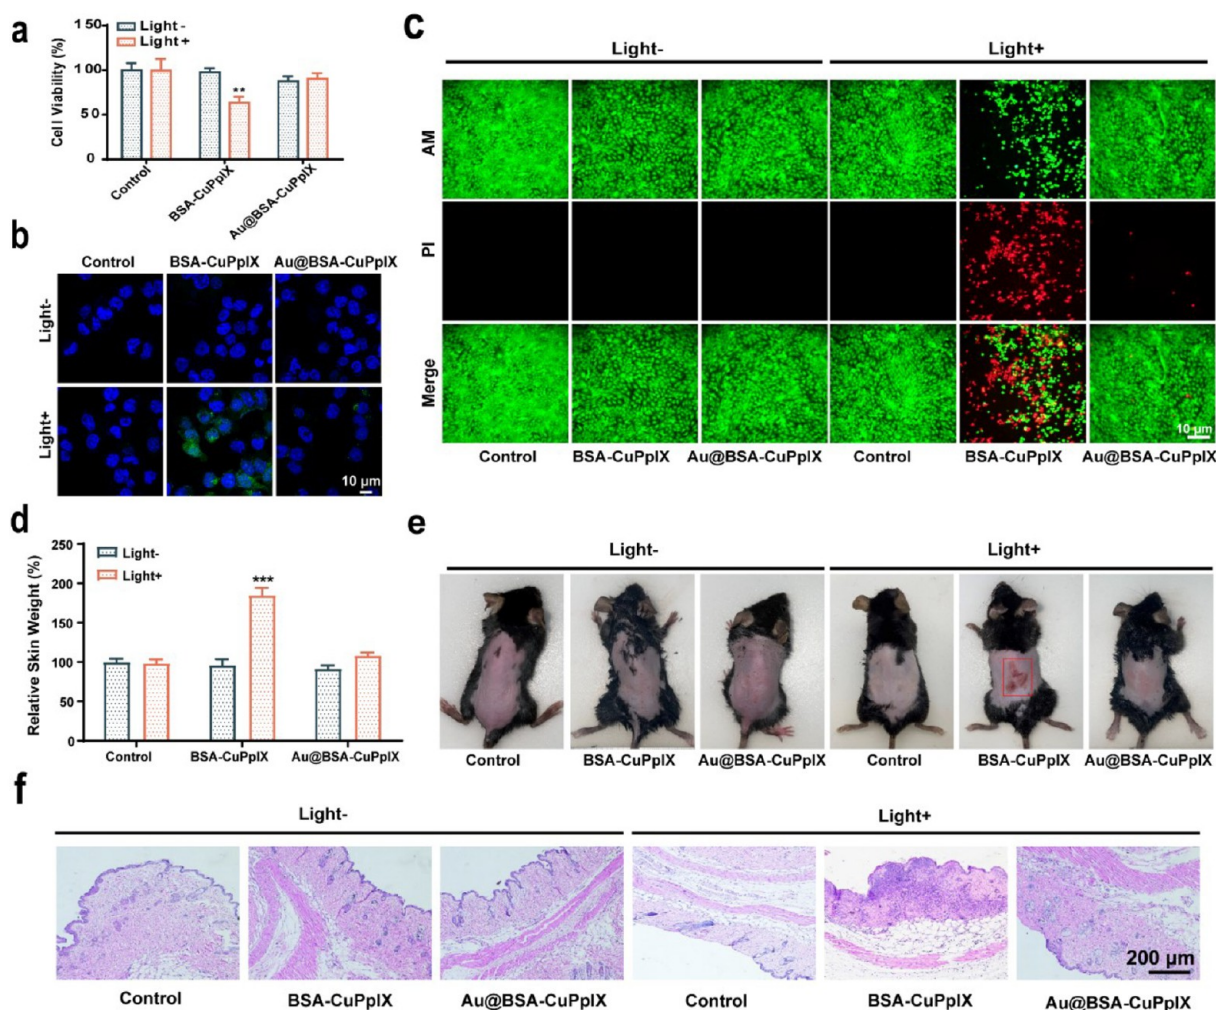 a
150
100
50
0
Cell Viability (%)
Light -
Light +
**
Control
BSA-CuPpIX
Au@BSA-CuPpIX
b
Control BSA-CuPpIX Au@BSA-CuPpIX
Light-
Light+
10 µm
c
Light- Light+
AM
PI
Merge
10 µm
Control BSA-CuPpIX Au@BSA-CuPpIX Control BSA-CuPpIX Au@BSA-CuPpIX
d
250
200
150
100
50
0
Relative Skin Weight (%)
Light-
Light+
***
Control BSA-CuPpIX Au@BSA-CuPpIX
e
Light- Light+
Control BSA-CuPpIX Au@BSA-CuPpIX Control BSA-CuPpIX Au@BSA-CuPpIX
f
Light- Light+
200 µm
Control BSA-CuPpIX Au@BSA-CuPpIX Control BSA-CuPpIX Au@BSA-CuPpIX